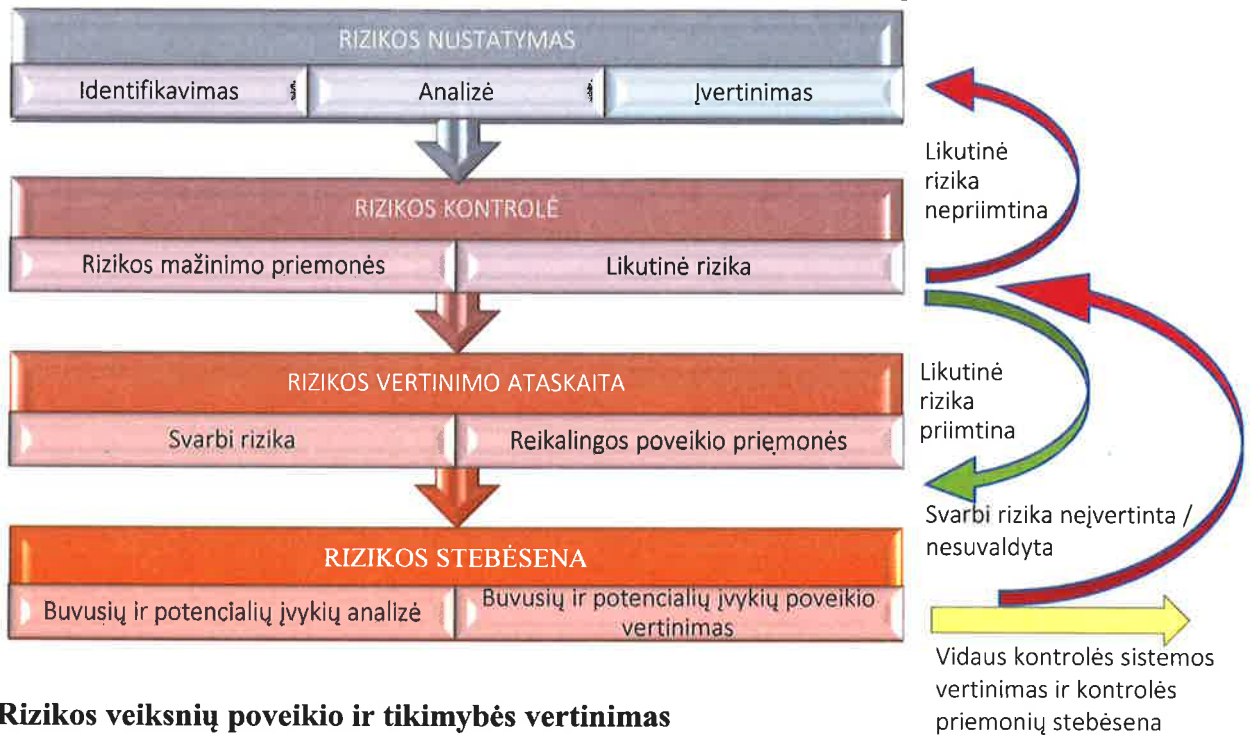 RIZIKOS NUSTATYMAS
Identifikavimas
Analizė
Įvertinimas
Likutinė
rizika
nepriimtina
RIZIKOS KONTROLĖ
Rizikos mažinimo priemonės
Likutinė rizika
RIZIKOS VERTINIMO ATASKAITA
Svarbi rizika
Reikalingos poveikio priemonės
Likutinė
rizika
priimtina
Svarbi rizika neįvertinta /
nesuvaldyta
RIZIKOS STEBĖSENA
Buvusių ir potencialių įvykių analizė
Buvusių ir potencialių įvykių poveikio
vertinimas
Vidaus kontrolės sistemos
vertinimas ir kontrolės
priemonių stebėsena
Rizikos veiksnių poveikio ir tikimybės vertinimas